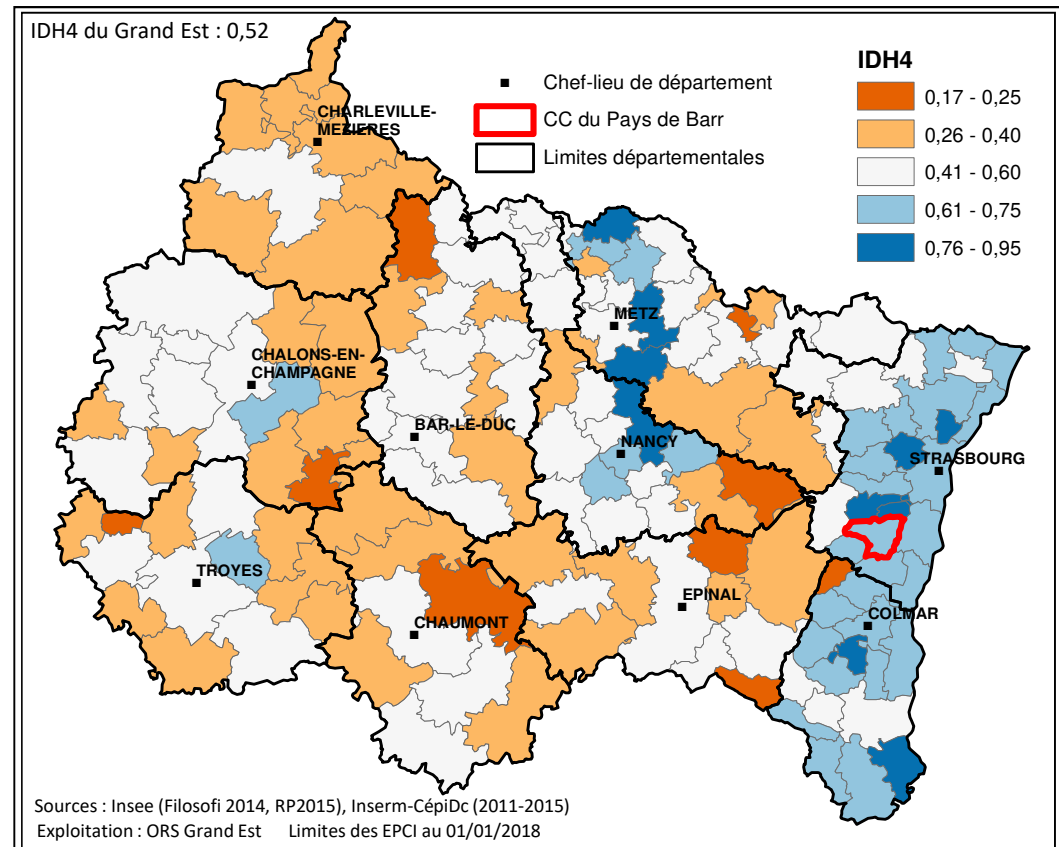 IDH4 du Grand Est : 0,52
IDH4
Chef-lieu de département
CC du Pays de Barr
Limites départementales
0,17 - 0,25
0,26 - 0,40
0,41 - 0,60
0,61 - 0,75
0,76 - 0,95
CHARLEVILLE-
MEZIERES
METZ
CHALONS-EN-
CHAMPAGNE
BAR-LE-DUC
NANCY
STRASBOURG
TROYES
EPINAL
CHAUMONT
COLMAR
Sources : Insee (Filosofi 2014, RP2015), Inserm-CépiDc (2011-2015)
Exploitation : ORS Grand Est Limites des EPCI au 01/01/2018